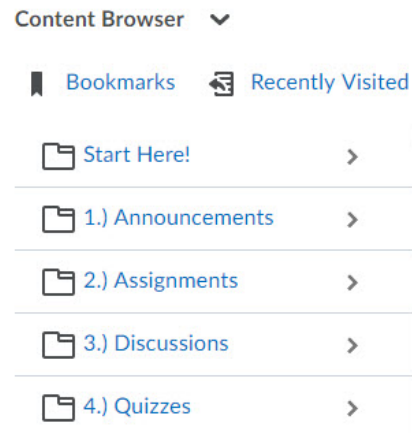 Content Browser
Bookmarks Recently Visited
Start Here!
1.) Announcements
2.) Assignments
3.) Discussions
4.) Quizzes